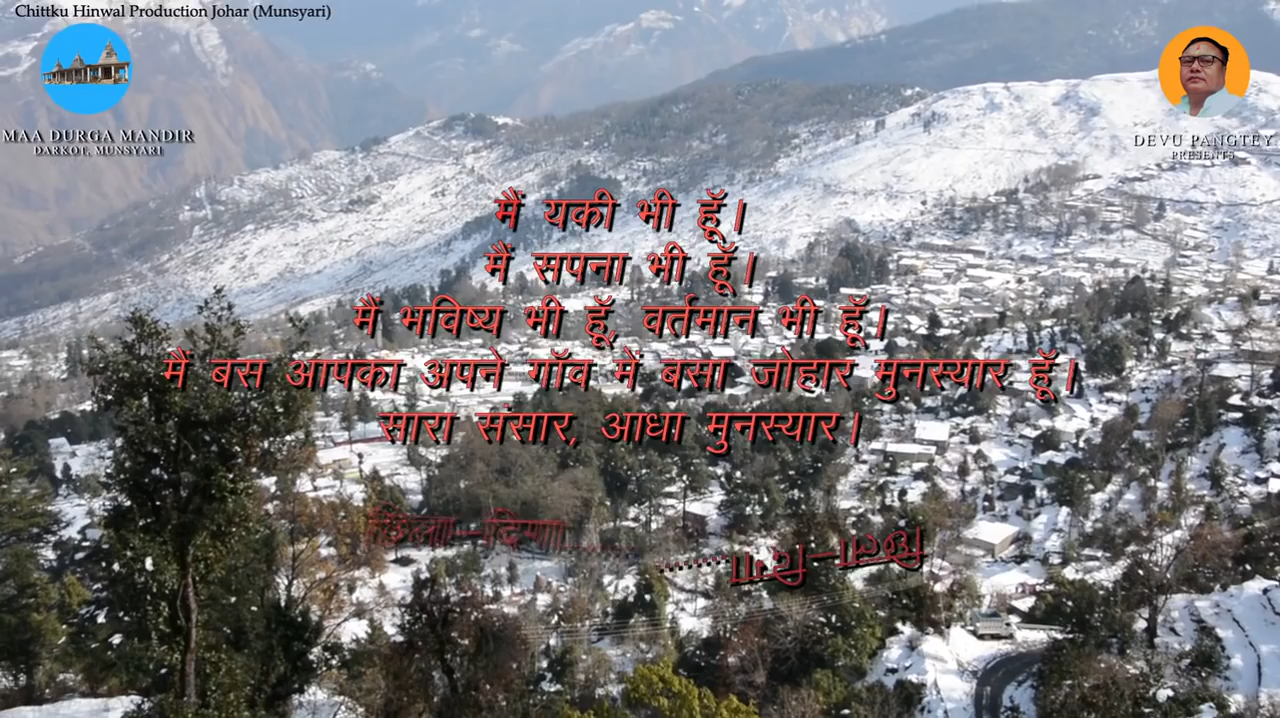 Chittku Hinwal Production Johar (Munsyari)
MAA DURGA MANDIR
DARKOT, MUNSYARI
DEVU PANGTEY
PRESENTS
मैं यकी भी हूॅं।
मैं सपना भी हूॅं।
मैं भविष्य भी हूॅं, वर्तमान भी हूॅं।
मैं बस आपका अपने गाॅव में बसा जोहार मुनस्यार हूॅं।
सारा संसार, आधा मुनस्यार।